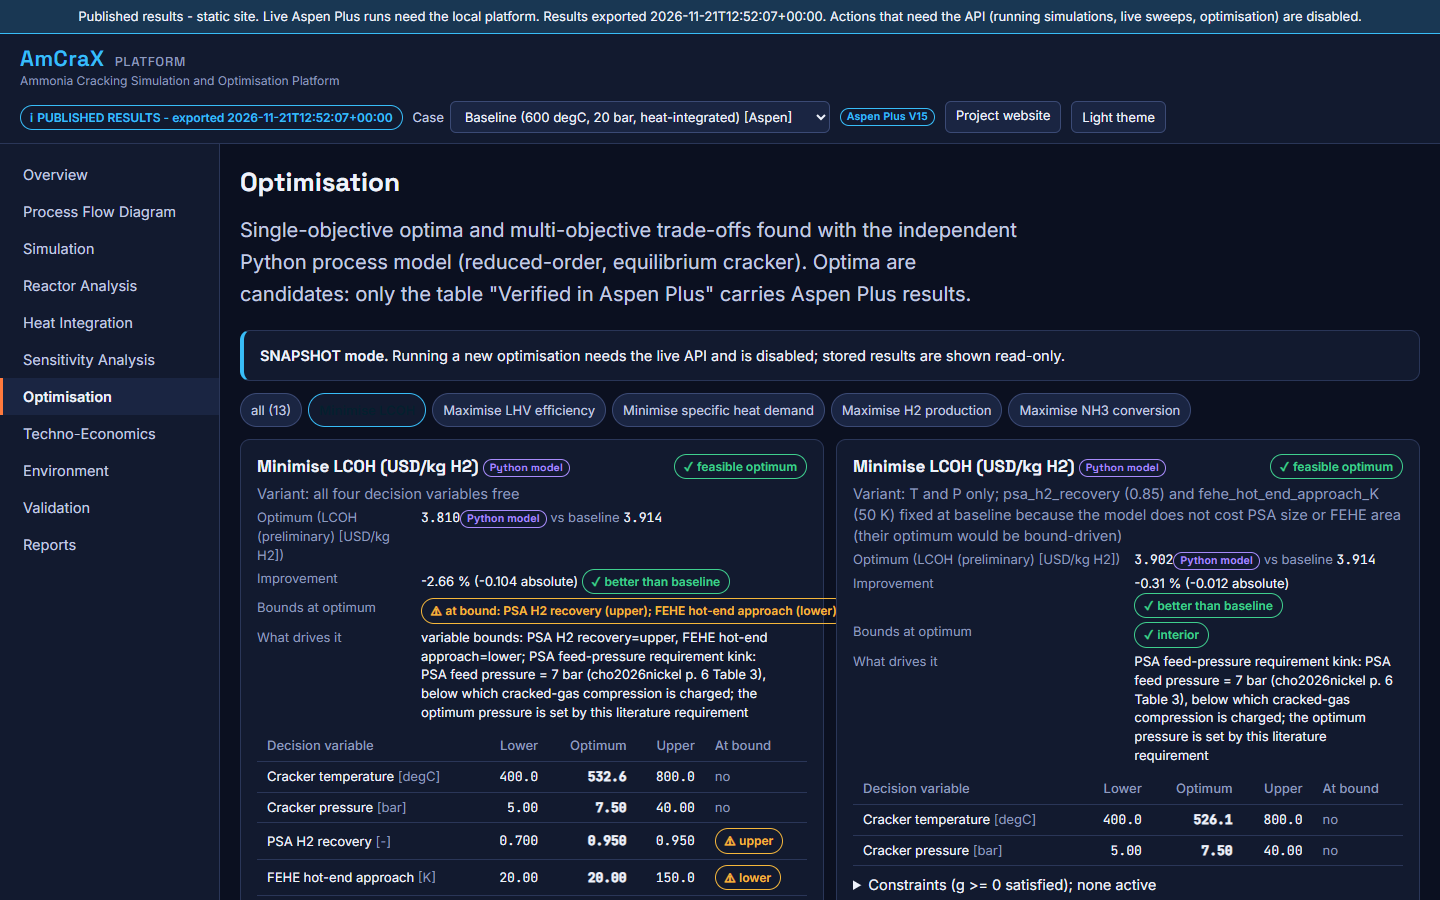 Published results - static site. Live Aspen Plus runs need the local platform. Results exported 2026-11-21T12:52:07+00:00. Actions that need the API (running simulations, live sweeps, optimisation) are disabled.
AmCraX PLATFORM
Ammonia Cracking Simulation and Optimisation Platform
i PUBLISHED RESULTS - exported 2026-11-21T12:52:07+00:00
Case
Baseline (600 degC, 20 bar, heat-integrated) [Aspen]
Aspen Plus V15
Project website
Light theme
Overview
Process Flow Diagram
Simulation
Reactor Analysis
Heat Integration
Sensitivity Analysis
Optimisation
Techno-Economics
Environment
Validation
Reports
Optimisation
Single-objective optima and multi-objective trade-offs found with the independent
Python process model (reduced-order, equilibrium cracker). Optima are
candidates: only the table "Verified in Aspen Plus" carries Aspen Plus results.
SNAPSHOT mode. Running a new optimisation needs the live API and is disabled; stored results are shown read-only.
all (13)
Maximise LHV efficiency
Minimise specific heat demand
Maximise H2 production
Maximise NH3 conversion
Minimise LCOH (USD/kg H2) Python model
✓ feasible optimum
Variant: all four decision variables free
Optimum (LCOH
(preliminary) [USD/kg
H2])
3.810 Python model vs baseline 3.914
Improvement
-2.66 % (-0.104 absolute) ✓ better than baseline
Bounds at optimum
⚠ at bound: PSA H2 recovery (upper); FEHE hot-end approach (lower)
What drives it
variable bounds: PSA H2 recovery=upper, FEHE hot-end
approach=lower; PSA feed-pressure requirement kink:
PSA feed pressure = 7 bar (cho2026nickel p. 6 Table 3),
below which cracked-gas compression is charged; the
optimum pressure is set by this literature requirement
Decision variable Lower Optimum Upper At bound
Cracker temperature [degC] 400.0 532.6 800.0 no
Cracker pressure [bar] 5.00 7.50 40.00 no
PSA H2 recovery [-] 0.700 0.950 0.950 ⚠ upper
FEHE hot-end approach [K] 20.00 20.00 150.0 ⚠ lower
Minimise LCOH (USD/kg H2) Python model
✓ feasible optimum
Variant: T and P only; psa_h2_recovery (0.85) and fehe_hot_end_approach_K
(50 K) fixed at baseline because the model does not cost PSA size or FEHE area
(their optimum would be bound-driven)
Optimum (LCOH (preliminary) [USD/kg H2])
3.902 Python model vs baseline 3.914
Improvement
-0.31 % (-0.012 absolute)
✓ better than baseline
Bounds at optimum
✓ interior
What drives it
PSA feed-pressure requirement kink: PSA
feed pressure = 7 bar (cho2026nickel p. 6
Table 3), below which cracked-gas
compression is charged; the optimum
pressure is set by this literature
requirement
Decision variable Lower Optimum Upper At bound
Cracker temperature [degC] 400.0 526.1 800.0 no
Cracker pressure [bar] 5.00 7.50 40.00 no
▶ Constraints (g >= 0 satisfied); none active